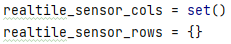 realtile_sensor_cols = set()
realtile_sensor_rows = {}